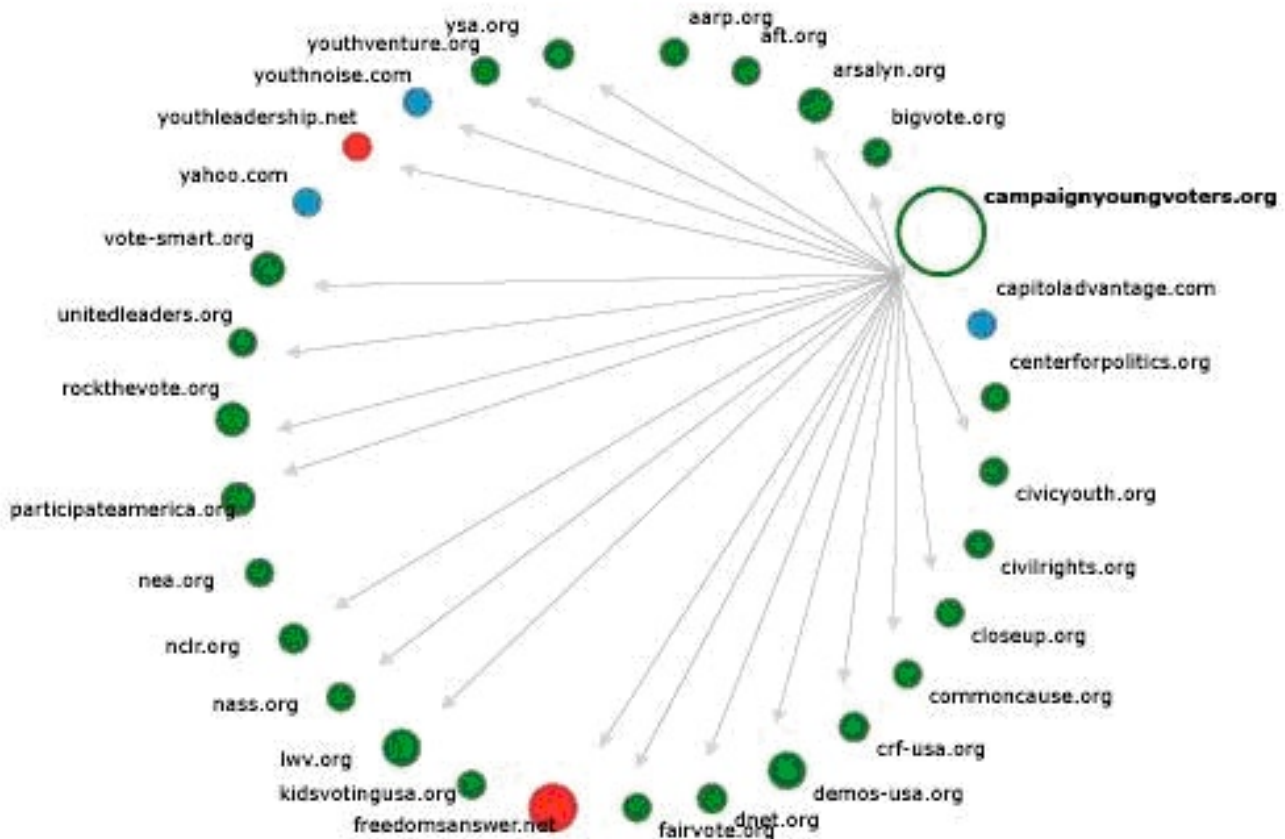 ysa.org
aarp.org
youthventure.org
aft.org
youthnoise.com
arsalyn.org
youthleadership.net
bigvote.org
yahoo.com
campaignyoungvoters.org
vote-smart.org
capitoladvantage.com
unitedleaders.org
centerforpolitics.org
rockthevote.org
civicyouth.org
participateamerica.org
civilrights.org
nea.org
closeup.org
nclr.org
commoncause.org
nass.org
crf-usa.org
lwv.org
demos-usa.org
kidsvotingusa.org
dnet.org
freedomsanswer.net
fairvote.org